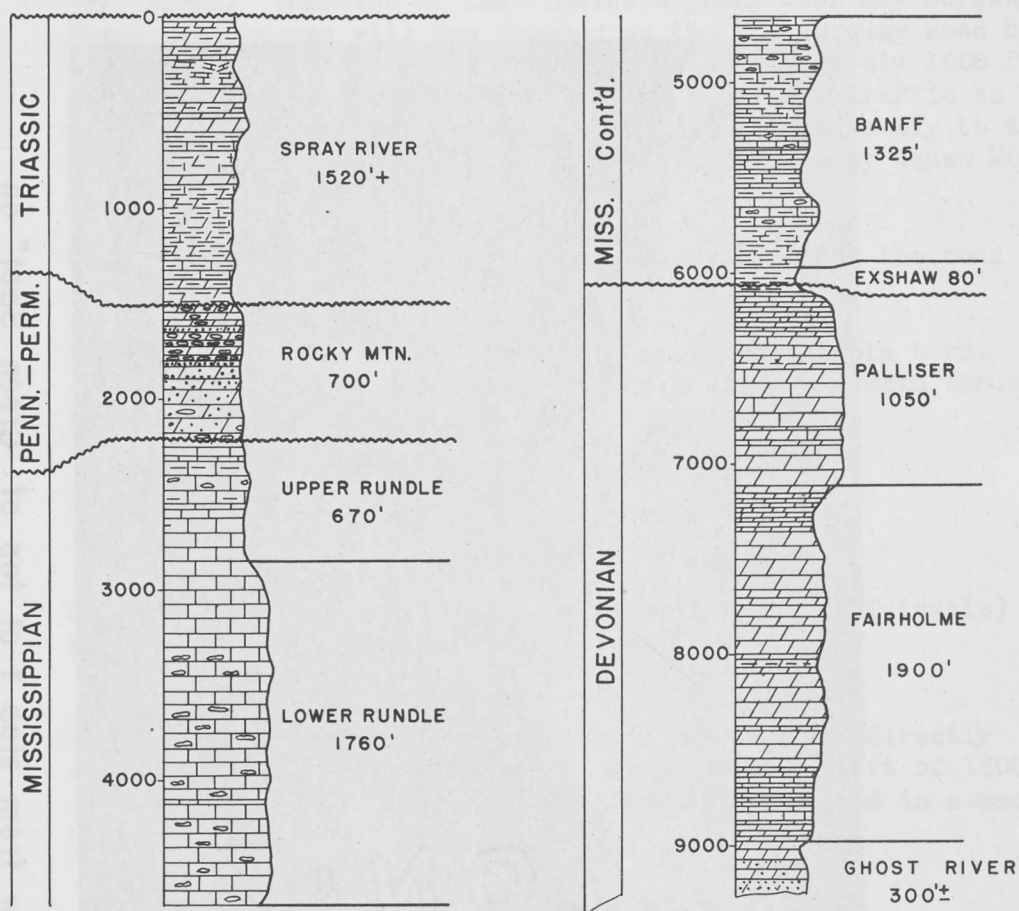 TRIASSIC
PENN.—PERM.
MISSISSIPPIAN
0
1000
2000
3000
4000
SPRAY RIVER
1520'+
ROCKY MTN.
700'
UPPER RUNDLE
670'
LOWER RUNDLE
1760'
MISS. Con'd.
DEVONIAN
5000
6000
7000
8000
9000
BANFF
1325'
EXSHAW 80'
PALLISER
1050'
FAIRHOLME
1900'
GHOST RIVER
300'±